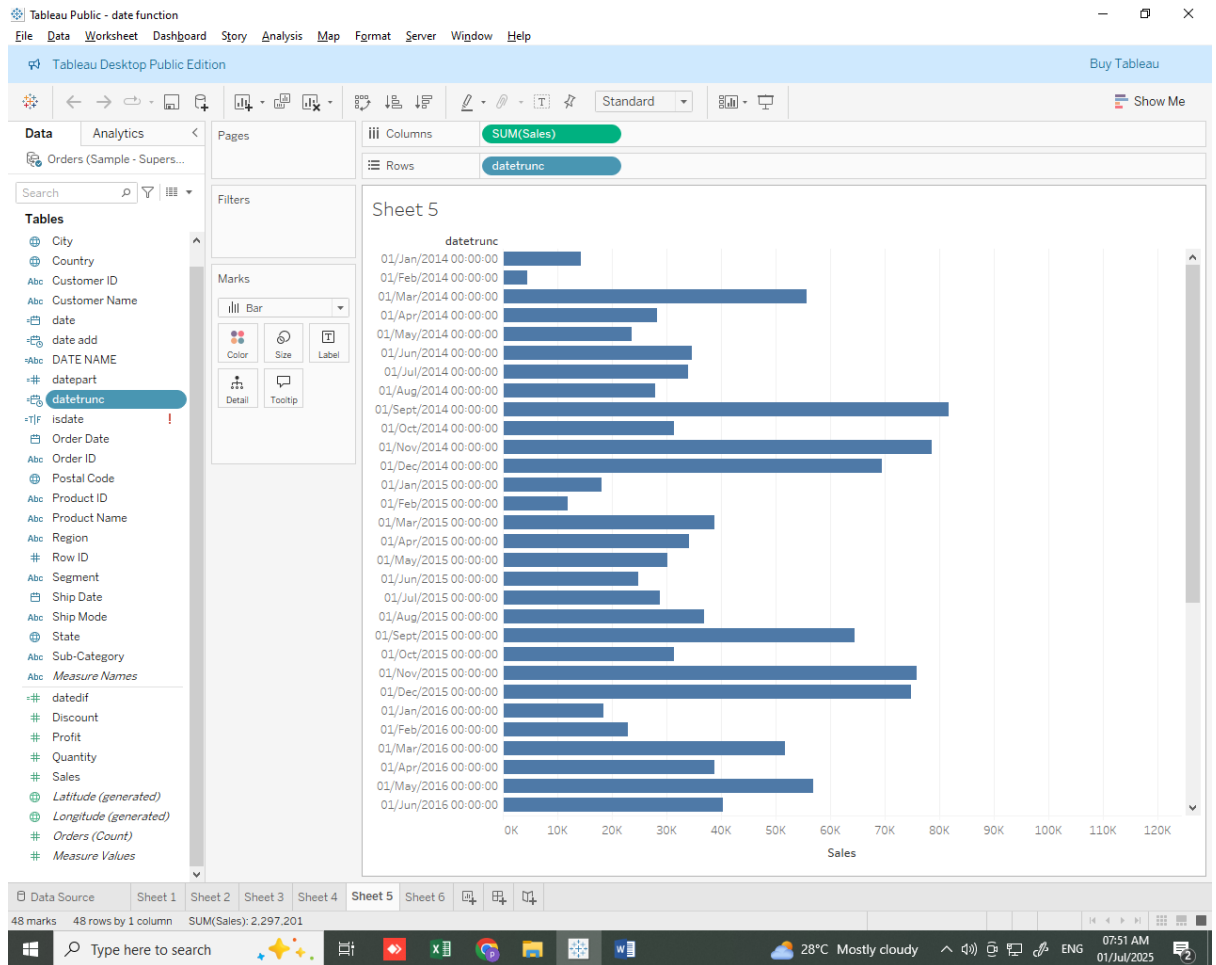 Tableau Public - date function
File Data Worksheet Dashboard Story Analysis Map Format Server Window Help
Tableau Desktop Public Edition Buy Tableau
Standard Show Me
Data Analytics
Orders (Sample - Supers...
Search
Tables
City
Country
Abc Customer ID
Abc Customer Name
date
date add
=Abc DATE NAME
=# datepart
datetrunc
=T|F isdate !
Order Date
Abc Order ID
Postal Code
Abc Product ID
Abc Product Name
Abc Region
# Row ID
Abc Segment
Ship Date
Abc Ship Mode
State
Abc Sub-Category
Abc Measure Names
=# datedif
# Discount
# Profit
# Quantity
# Sales
Latitude (generated)
Longitude (generated)
# Orders (Count)
# Measure Values
Pages
Filters
Marks
Bar
Color Size Label
Detail Tooltip
Columns SUM(Sales)
Rows datetrunc
Sheet 5
datetrunc
01/Jan/2014 00:00:00
01/Feb/2014 00:00:00
01/Mar/2014 00:00:00
01/Apr/2014 00:00:00
01/May/2014 00:00:00
01/Jun/2014 00:00:00
01/Jul/2014 00:00:00
01/Aug/2014 00:00:00
01/Sept/2014 00:00:00
01/Oct/2014 00:00:00
01/Nov/2014 00:00:00
01/Dec/2014 00:00:00
01/Jan/2015 00:00:00
01/Feb/2015 00:00:00
01/Mar/2015 00:00:00
01/Apr/2015 00:00:00
01/May/2015 00:00:00
01/Jun/2015 00:00:00
01/Jul/2015 00:00:00
01/Aug/2015 00:00:00
01/Sept/2015 00:00:00
01/Oct/2015 00:00:00
01/Nov/2015 00:00:00
01/Dec/2015 00:00:00
01/Jan/2016 00:00:00
01/Feb/2016 00:00:00
01/Mar/2016 00:00:00
01/Apr/2016 00:00:00
01/May/2016 00:00:00
01/Jun/2016 00:00:00
0K 10K 20K 30K 40K 50K 60K 70K 80K 90K 100K 110K 120K
Sales
Data Source Sheet 1 Sheet 2 Sheet 3 Sheet 4 Sheet 5 Sheet 6
48 marks 48 rows by 1 column SUM(Sales): 2,297,201
Type here to search 28°C Mostly cloudy ENG 07:51 AM
01/Jul/2025 2